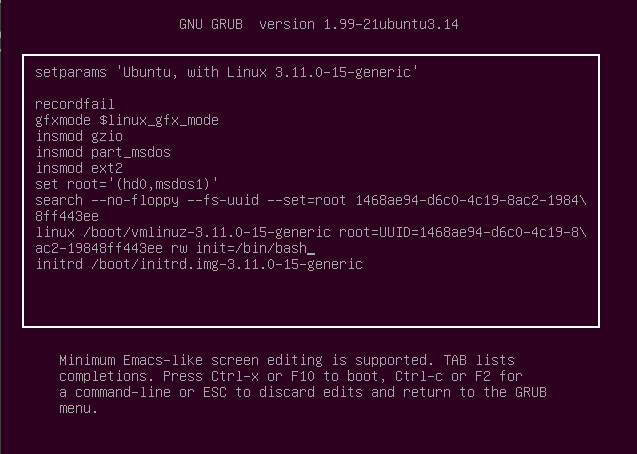 GNU GRUB  version 1.99-21ubuntu3.14
setparams 'Ubuntu, with Linux 3.11.0-15-generic'
recordfail
gfxmode $linux_gfx_mode
insmod gzio
insmod part_msdos
insmod ext2
set root='(hd0,msdos1)'
search --no-floppy --fs-uuid --set=root 1468ae94-d6c0-4c19-8ac2-1984\
8ff443ee
linux /boot/vmlinuz-3.11.0-15-generic root=UUID=1468ae94-d6c0-4c19-8\
ac2-19848ff443ee rw init=/bin/bash_
initrd /boot/initrd.img-3.11.0-15-generic
Minimum Emacs-like screen editing is supported. TAB lists
completions. Press Ctrl-x or F10 to boot, Ctrl-c or F2 for
a command-line or ESC to discard edits and return to the GRUB
menu.